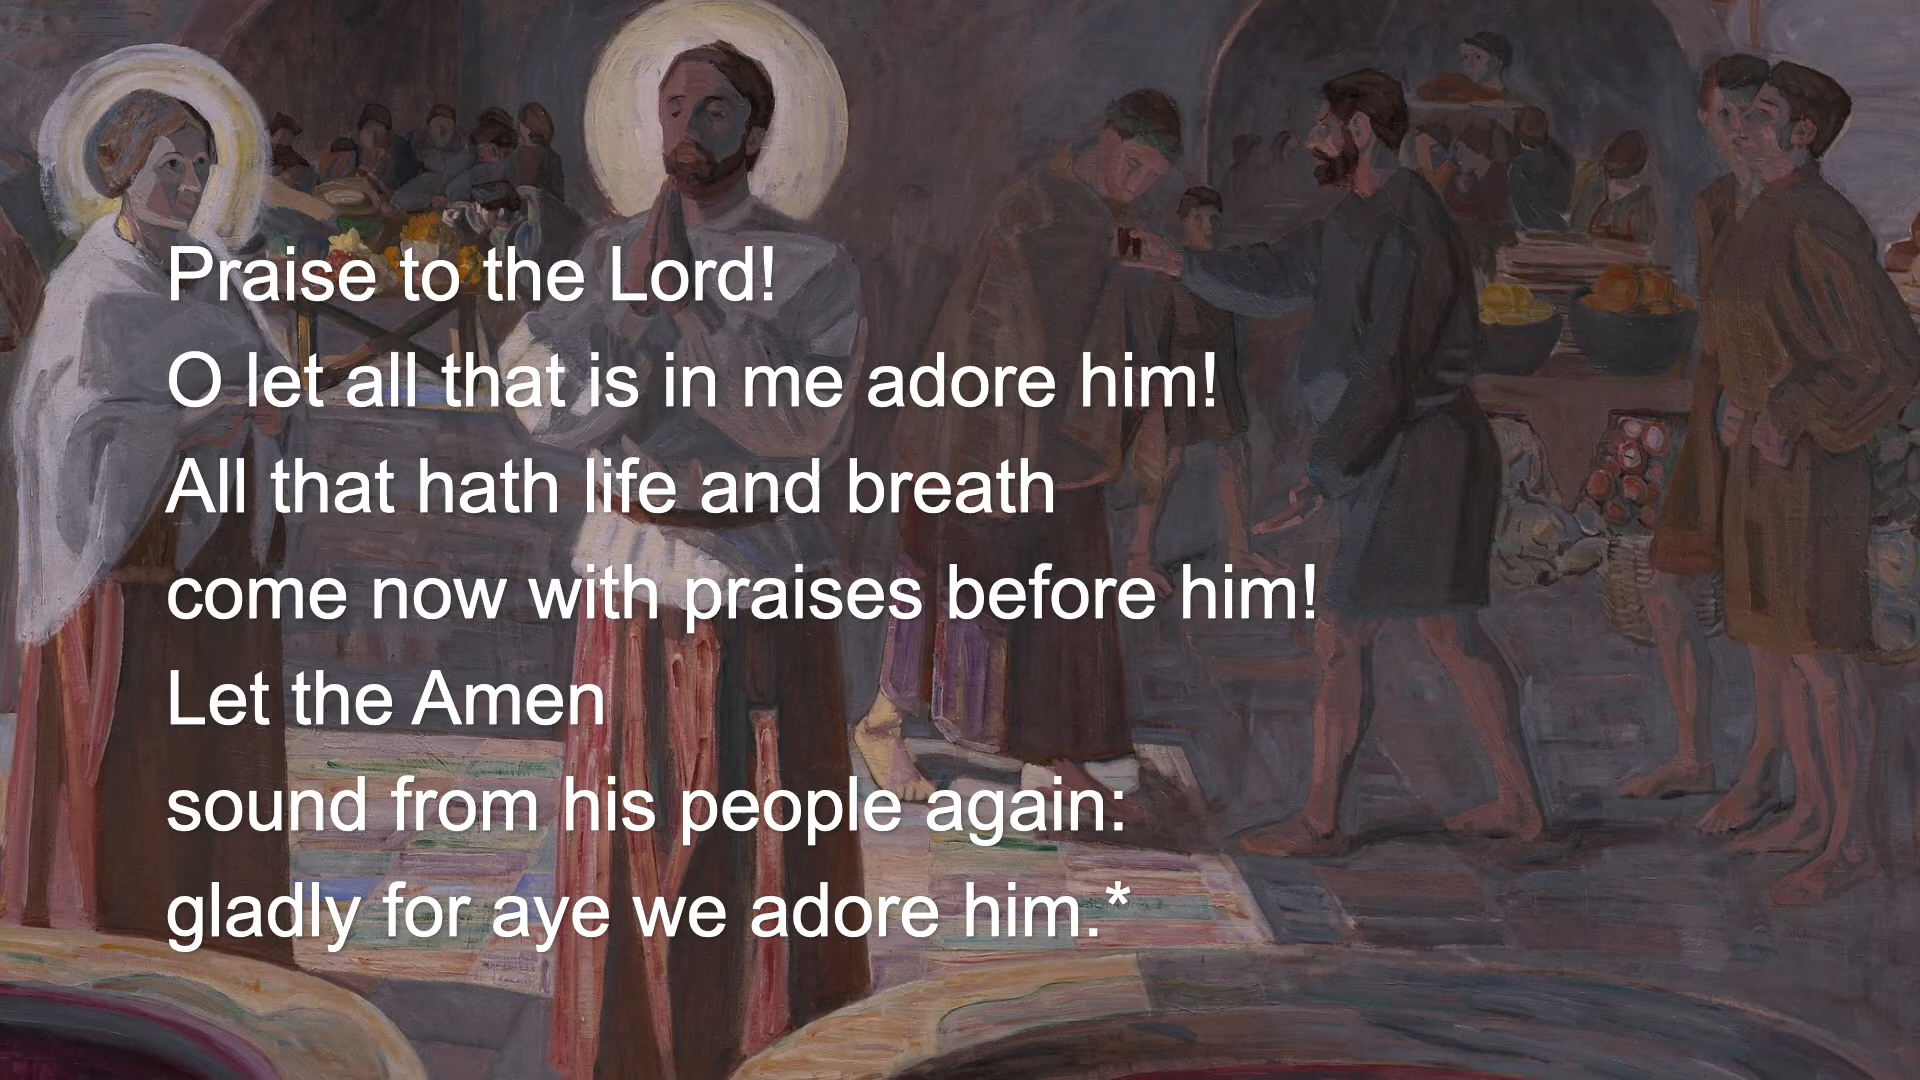 Praise to the Lord!
O let all that is in me adore him!
All that hath life and breath
come now with praises before him!
Let the Amen
sound from his people again:
gladly for aye we adore him.*